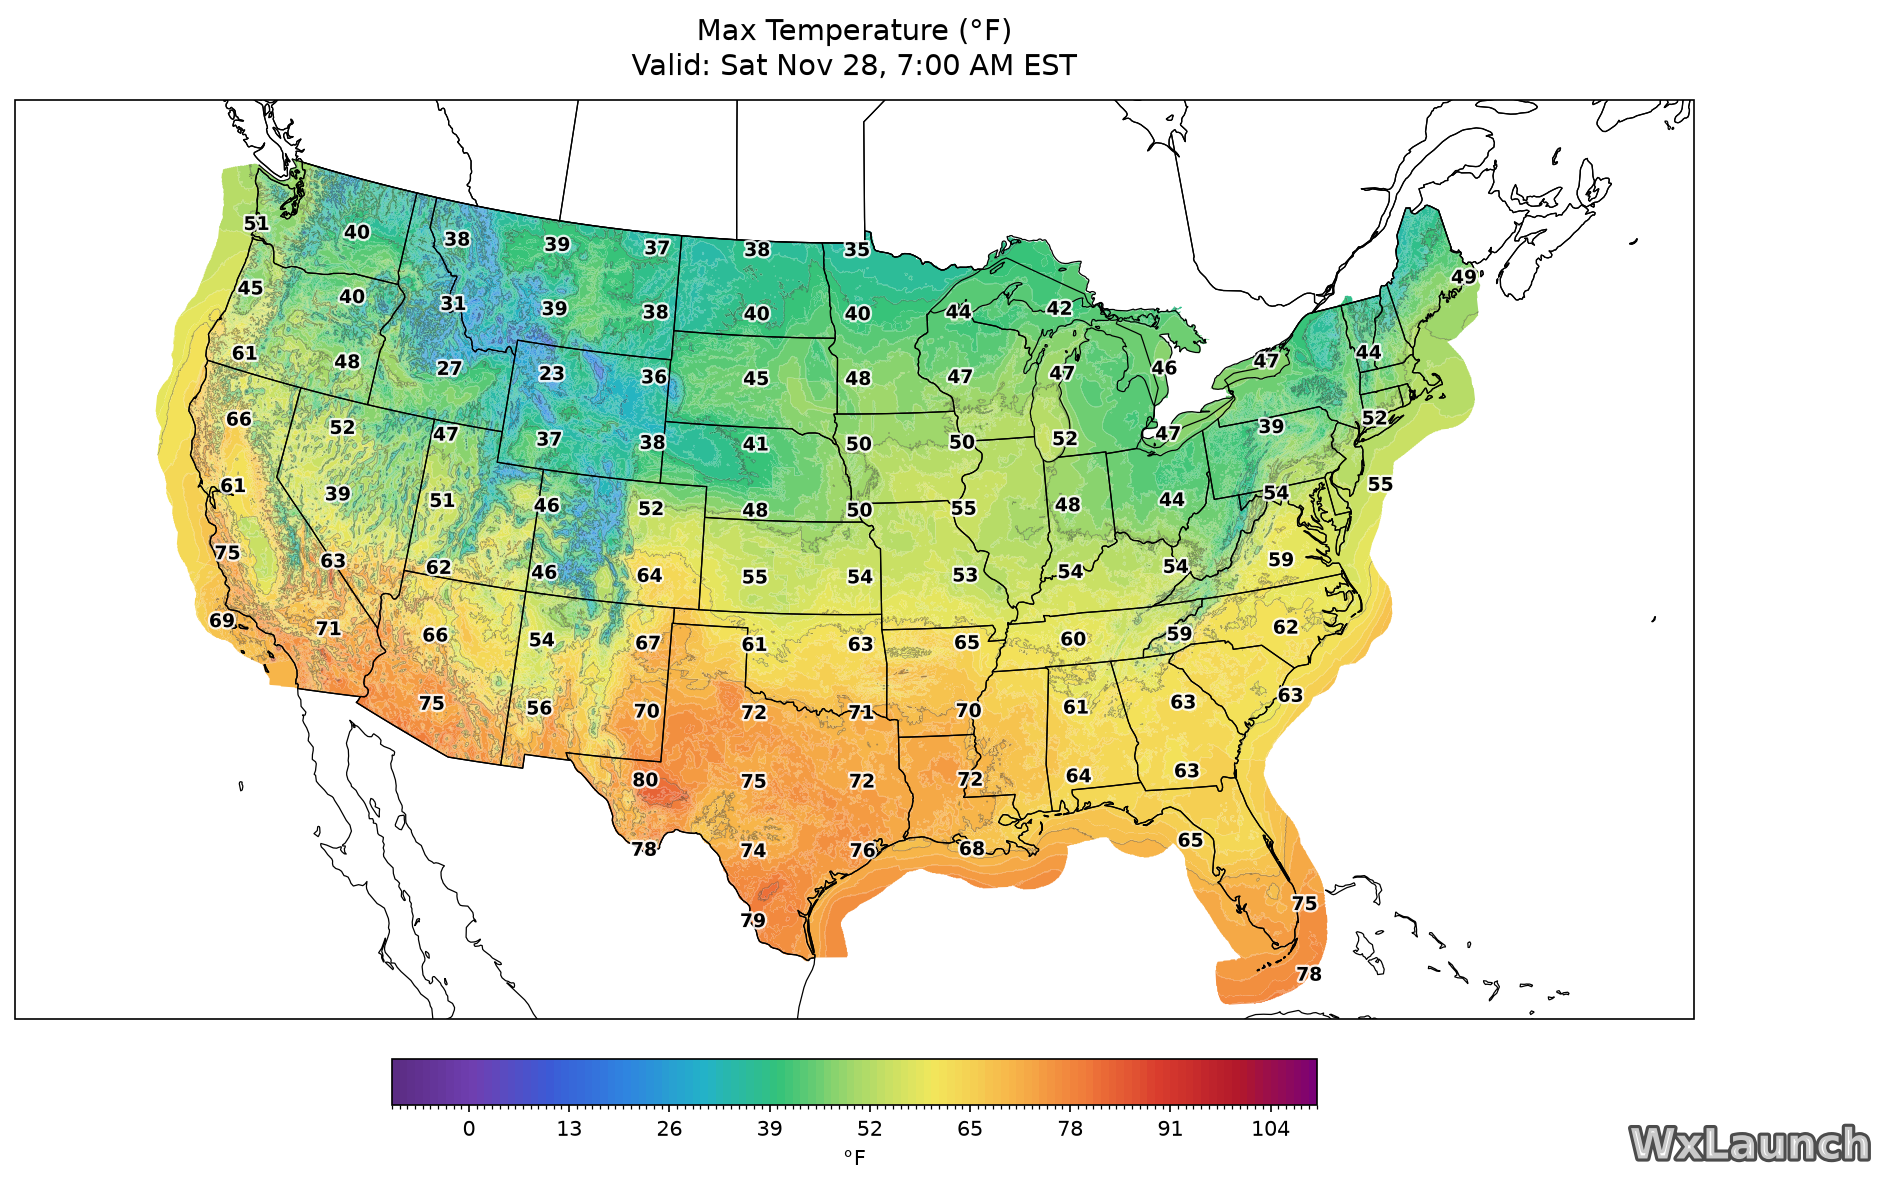 Max Temperature (°F)
Valid: Sat Nov 28, 7:00 AM EST
51 40 38 39 37 38 35
49
45 40 31 39 38 40 40 44 42
61 48 27 23 36 45 48 47 47 46 47 44
66 52 47 37 38 41 50 50 52 47 39 52
61 39 51 46 52 48 50 55 48 44 54 55
75 63 62 46 64 55 54 53 54 54 59
69 71 66 54 67 61 63 65 60 59 62
75 56 70 72 71 70 61 63 63
80 75 72 72 64 63
78 74 76 68 65
79 75
78
0 13 26 39 52 65 78 91 104
°F
WxLaunch